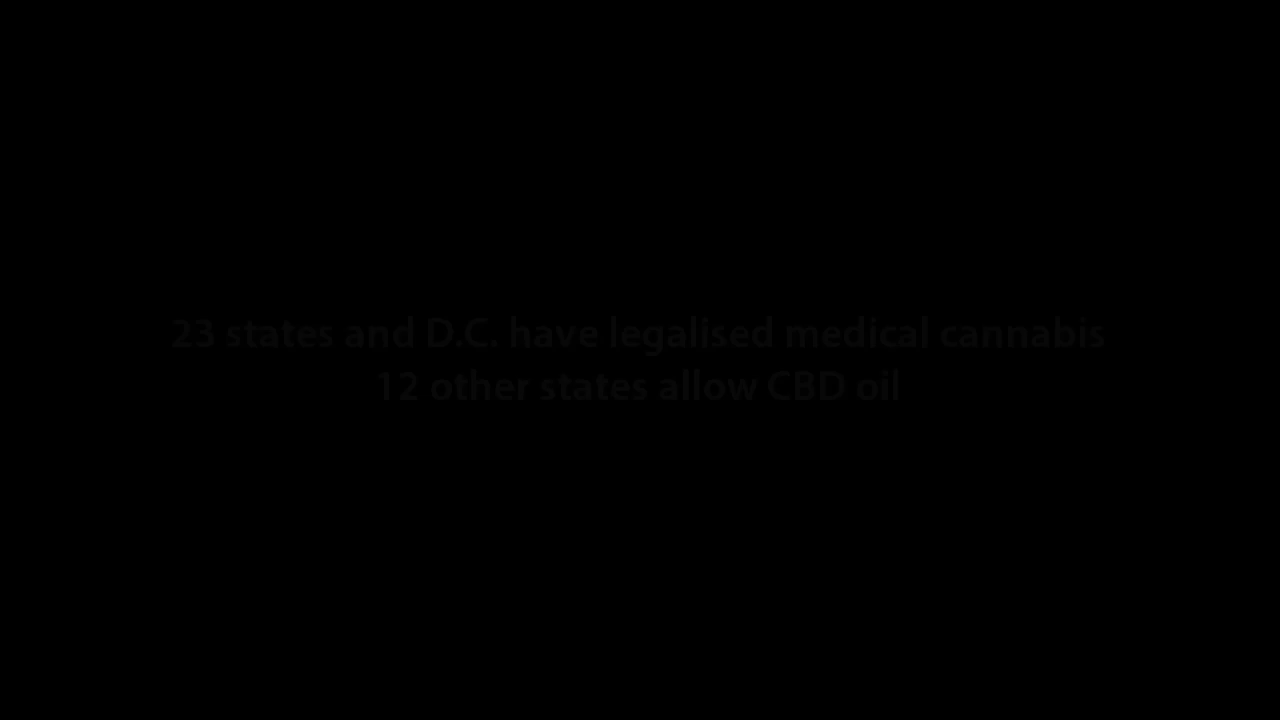 23 states and D.C. have legalised medical cannabis
12 other states allow CBD oil